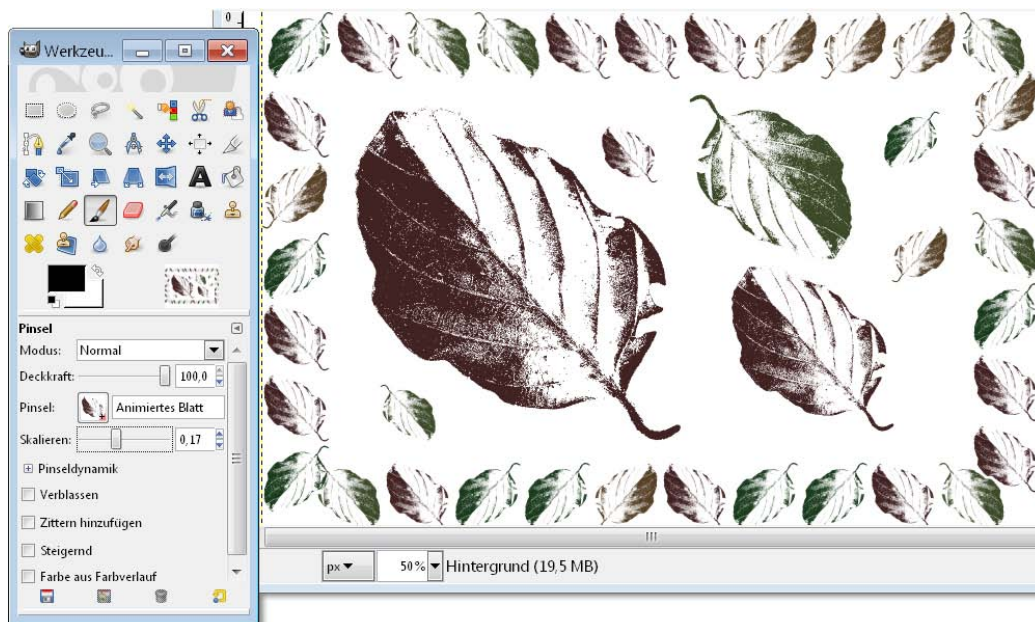 0
Werkzeu...
Pinsel
Modus: Normal
Deckkraft: 100,0
Pinsel: Animiertes Blatt
Skalieren: 0,17
Pinseldynamik
Verblassen
Zittern hinzufügen
Steigernd
Farbe aus Farbverlauf
px 50% Hintergrund (19,5 MB)